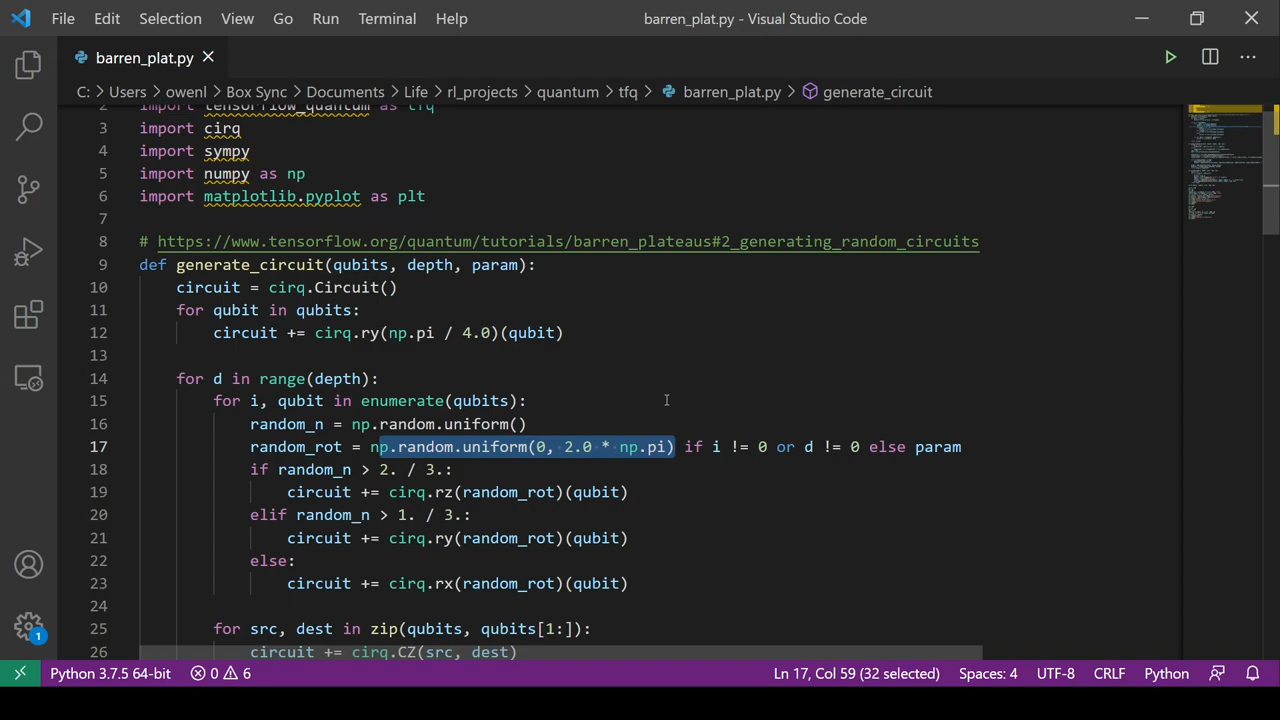 File Edit Selection View Go Run Terminal Help barren_plat.py - Visual Studio Code
barren_plat.py
C: > Users > owenl > Box Sync > Documents > Life > rl_projects > quantum > tfq > barren_plat.py > generate_circuit
2 import tensorflow_quantum as tfq
3 import cirq
4 import sympy
5 import numpy as np
6 import matplotlib.pyplot as plt
7
8 # https://www.tensorflow.org/quantum/tutorials/barren_plateaus#2_generating_random_circuits
9 def generate_circuit(qubits, depth, param):
10 circuit = cirq.Circuit()
11 for qubit in qubits:
12 circuit += cirq.ry(np.pi / 4.0)(qubit)
13
14 for d in range(depth):
15 for i, qubit in enumerate(qubits):
16 random_n = np.random.uniform()
17 random_rot = np.random.uniform(0, 2.0 * np.pi) if i != 0 or d != 0 else param
18 if random_n > 2. / 3.:
19 circuit += cirq.rz(random_rot)(qubit)
20 elif random_n > 1. / 3.:
21 circuit += cirq.ry(random_rot)(qubit)
22 else:
23 circuit += cirq.rx(random_rot)(qubit)
24
25 for src, dest in zip(qubits, qubits[1:]):
26 circuit += cirq.CZ(src, dest)
1
Python 3.7.5 64-bit 0 6 Ln 17, Col 59 (32 selected) Spaces: 4 UTF-8 CRLF Python